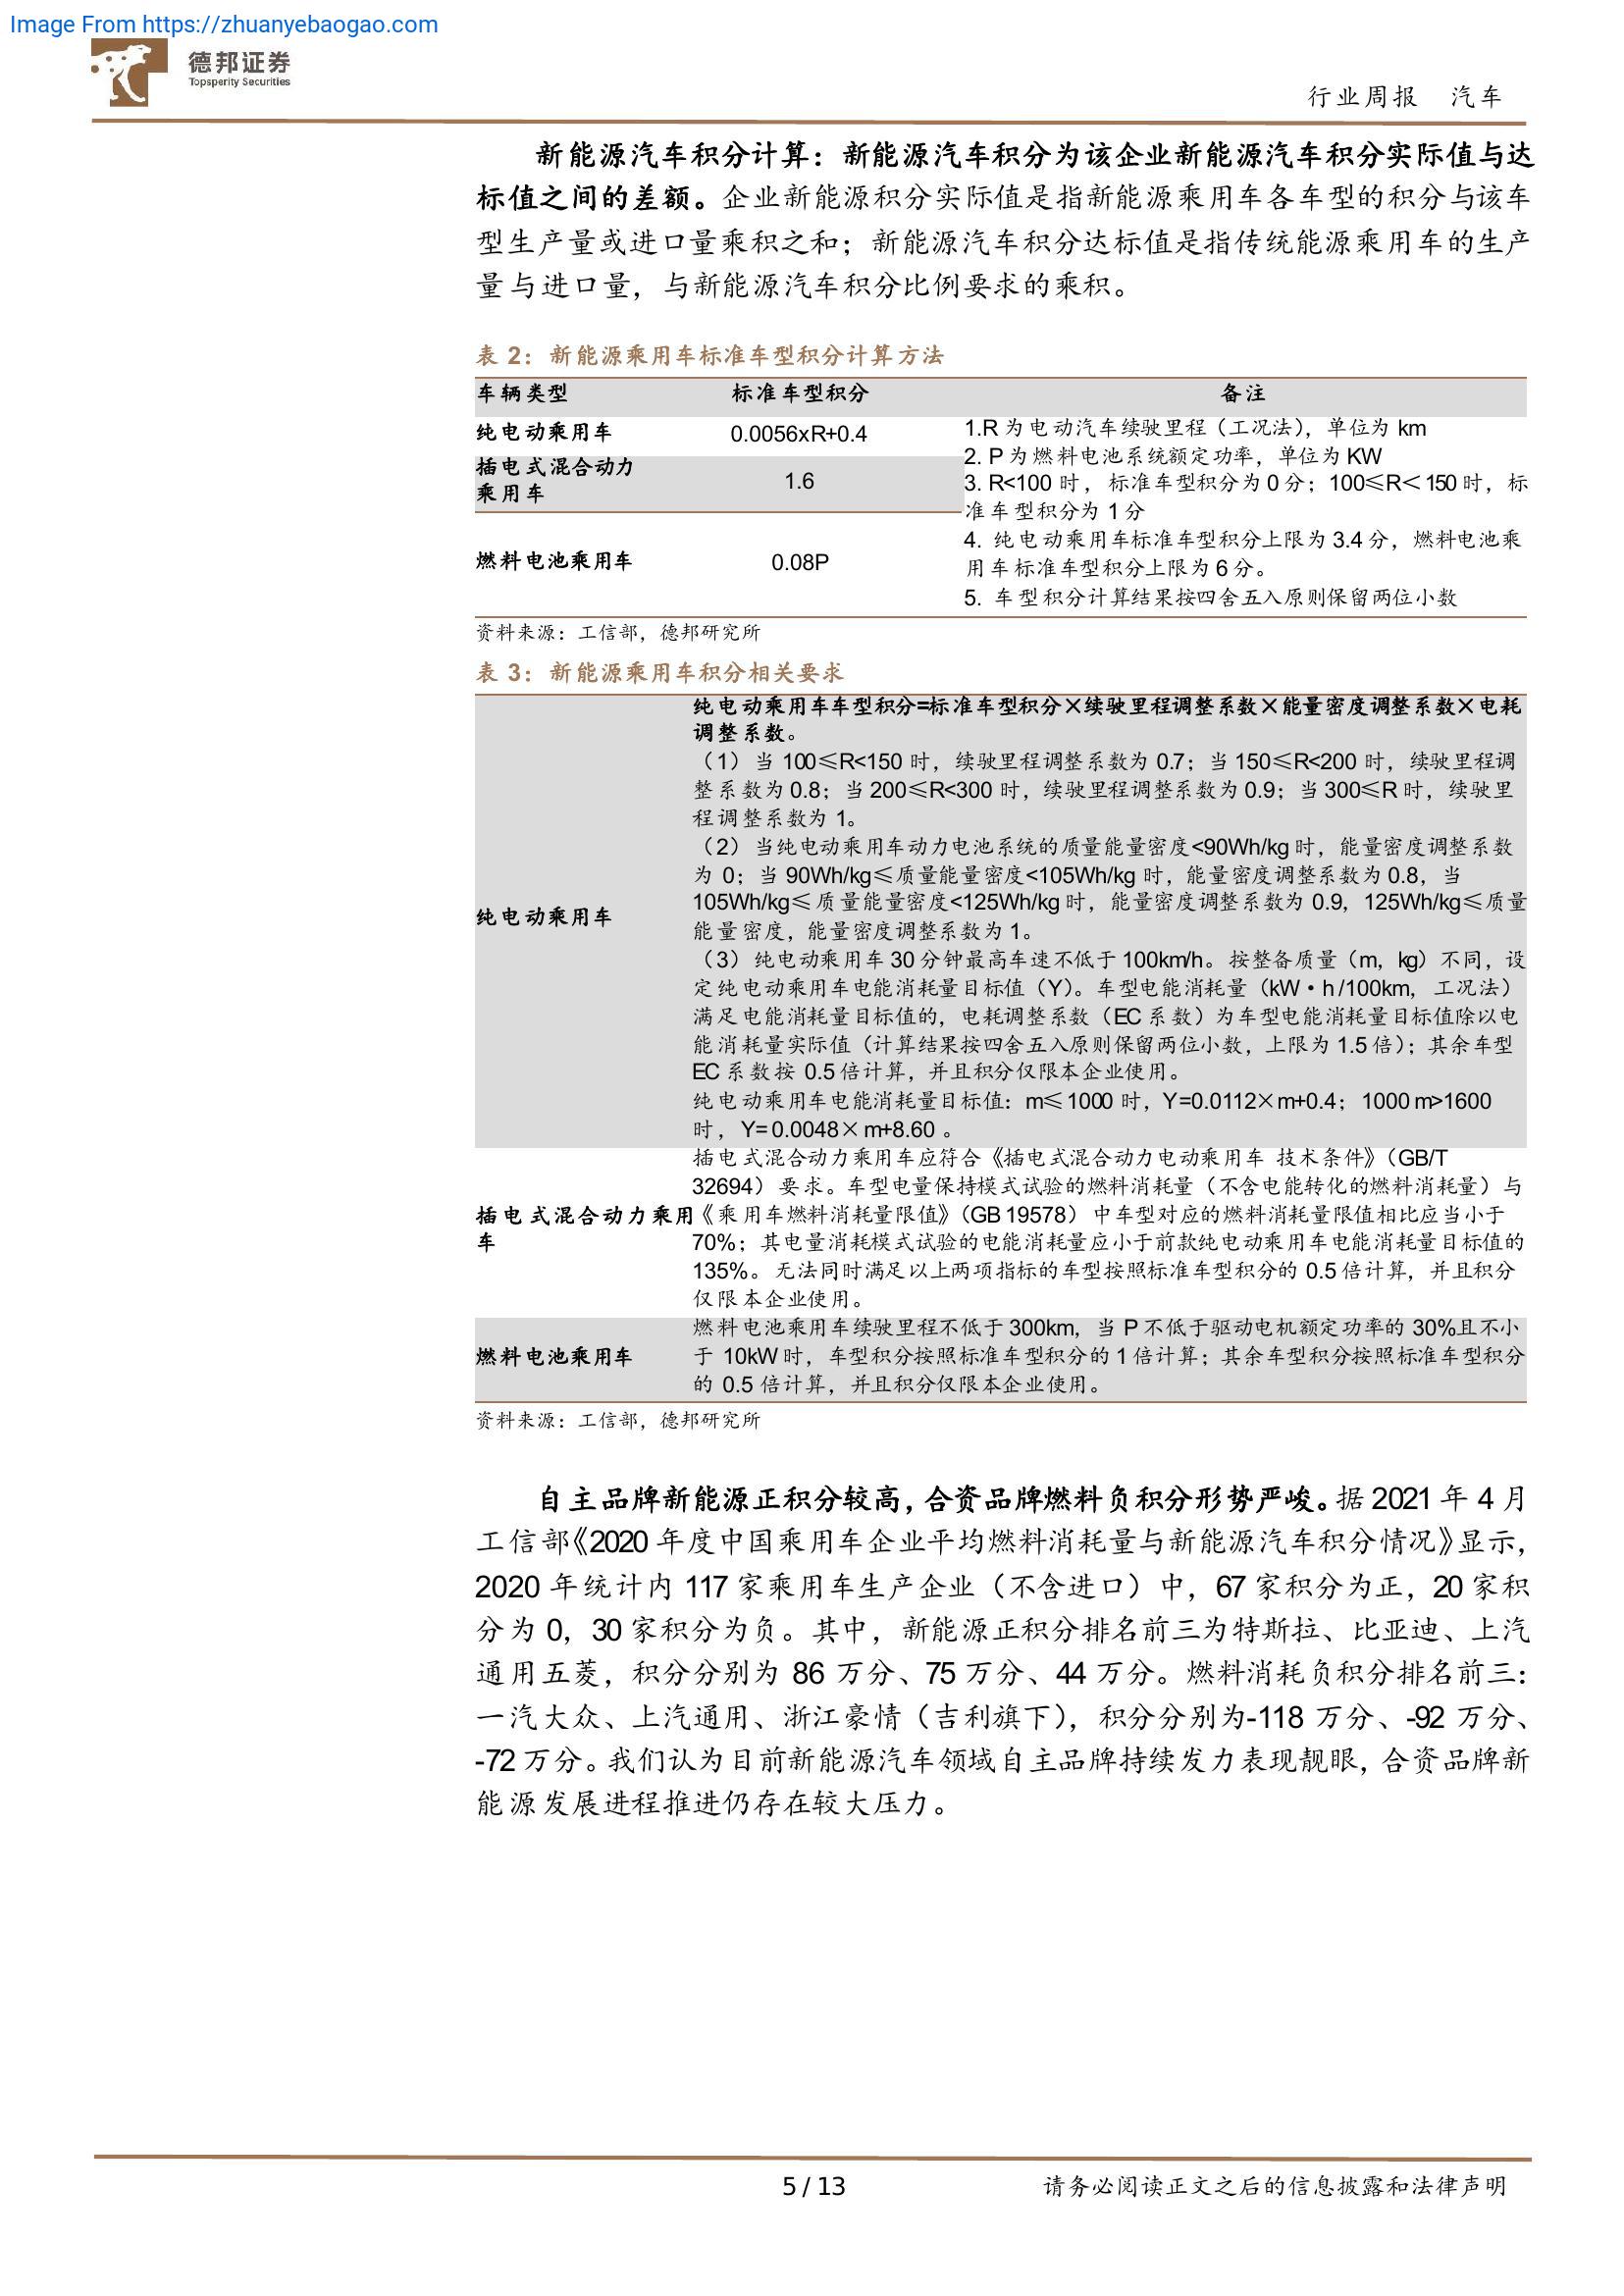 Image From https://zhuanyebaogao.com
德邦证券
Topsperity Securities
行业周报 汽车
新能源汽车积分计算：新能源汽车积分为该企业新能源汽车积分实际值与达
标值之间的差额。企业新能源积分实际值是指新能源乘用车各车型的积分与该车
型生产量或进口量乘积之和；新能源汽车积分达标值是指传统能源乘用车的生产
量与进口量，与新能源汽车积分比例要求的乘积。
表 2：新能源乘用车标准车型积分计算方法
车辆类型 标准车型积分 备注
纯电动乘用车 0.0056xR+0.4
插电式混合动力
乘用车
1.6
燃料电池乘用车 0.08P
1.R 为电动汽车续驶里程（工况法），单位为 km
2. P 为燃料电池系统额定功率，单位为 KW
3. R<100 时，标准车型积分为 0 分；100≤R＜150 时，标
准车型积分为 1 分
4. 纯电动乘用车标准车型积分上限为 3.4 分，燃料电池乘
用车标准车型积分上限为 6 分。
5. 车型积分计算结果按四舍五入原则保留两位小数
资料来源：工信部，德邦研究所
表 3：新能源乘用车积分相关要求
纯电动乘用车
纯电动乘用车车型积分=标准车型积分×续驶里程调整系数×能量密度调整系数×电耗
调整系数。
（1）当 100≤R<150 时，续驶里程调整系数为 0.7；当 150≤R<200 时，续驶里程调
整系数为 0.8；当 200≤R<300 时，续驶里程调整系数为 0.9；当 300≤R 时，续驶里
程调整系数为 1。
（2）当纯电动乘用车动力电池系统的质量能量密度<90Wh/kg 时，能量密度调整系数
为 0；当 90Wh/kg≤质量能量密度<105Wh/kg 时，能量密度调整系数为 0.8，当
105Wh/kg≤质量能量密度<125Wh/kg 时，能量密度调整系数为 0.9，125Wh/kg≤质量
能量密度，能量密度调整系数为 1。
（3）纯电动乘用车 30 分钟最高车速不低于 100km/h。按整备质量（m，kg）不同，设
定纯电动乘用车电能消耗量目标值（Y）。车型电能消耗量（kW·h/100km，工况法）
满足电能消耗量目标值的，电耗调整系数（EC 系数）为车型电能消耗量目标值除以电
能消耗量实际值（计算结果按四舍五入原则保留两位小数，上限为 1.5 倍）；其余车型
EC 系数按 0.5 倍计算，并且积分仅限本企业使用。
纯电动乘用车电能消耗量目标值：m≤1000 时，Y=0.0112×m+0.4；1000 m>1600
时，Y=0.0048×m+8.60 。
插电式混合动力乘用
车
插电式混合动力乘用车应符合《插电式混合动力电动乘用车 技术条件》（GB/T
32694）要求。车型电量保持模式试验的燃料消耗量（不含电能转化的燃料消耗量）与
《乘用车燃料消耗量限值》（GB 19578）中车型对应的燃料消耗量限值相比应当小于
70%；其电量消耗模式试验的电能消耗量应小于前款纯电动乘用车电能消耗量目标值的
135%。无法同时满足以上两项指标的车型按照标准车型积分的 0.5 倍计算，并且积分
仅限本企业使用。
燃料电池乘用车
燃料电池乘用车续驶里程不低于 300km，当 P 不低于驱动电机额定功率的 30%且不小
于 10kW 时，车型积分按照标准车型积分的 1 倍计算；其余车型积分按照标准车型积分
的 0.5 倍计算，并且积分仅限本企业使用。
资料来源：工信部，德邦研究所
自主品牌新能源正积分较高，合资品牌燃料负积分形势严峻。据 2021 年 4 月
工信部《2020 年度中国乘用车企业平均燃料消耗量与新能源汽车积分情况》显示，
2020 年统计内 117 家乘用车生产企业（不含进口）中，67 家积分为正，20 家积
分为 0，30 家积分为负。其中，新能源正积分排名前三为特斯拉、比亚迪、上汽
通用五菱，积分分别为 86 万分、75 万分、44 万分。燃料消耗负积分排名前三：
一汽大众、上汽通用、浙江豪情（吉利旗下），积分分别为-118 万分、-92 万分、
-72 万分。我们认为目前新能源汽车领域自主品牌持续发力表现靓眼，合资品牌新
能源发展进程推进仍存在较大压力。
5 / 13
请务必阅读正文之后的信息披露和法律声明